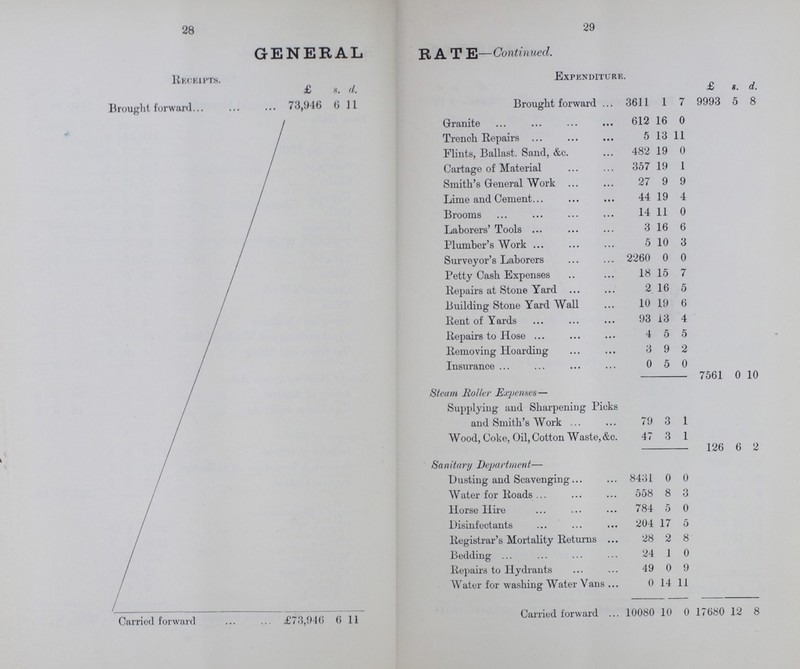 28
GENERAL
RECEIPTS.
£ s. d.
Brought forward... ... ... 73,946 6 11
Carried forward ... ... £73,946 6 11
29
RATE—Continued.
EXPENDITURE.
£ s. d.
Brought forward ... 3611 1 7 9993 5 8
Granite ... ... ... ... 612 16 0
Trench Repairs ... ... ... 5 13 11
Flints, Ballast. Sand, &c. ... 482 19 0
Cartage of Material ... ... 357 19 1
Smith's General Work ... ... 27 9 9
Lime and Cement... ... ... 44 19 4
Brooms ... ... ... ... 14 11 0
Laborers' Tools ... ... ... 3 16 6
Plumber's Work ... ... ... 5 10 3
Surveyor's Laborers ... ... 2260 0 0
Petty Cash Expenses .. ... 18 15 7
Repairs at Stone Yard ... ... 2 16 5
Building Stone Yard Wall ... 10 19 6
Rent of Yards ... ... ... 93 13 4
Repairs to Hose ... ... ... 4 5 5
Removing Hoarding ... ... 3 9 2
Insurance ... ... ... ... 0 5 0
7561 0 10
Steam Roller Expenses—
Supplying and Sharpening Picks
and Smith's Work ... ... 79 3 1
Wood, Coke, Oil, Cotton Waste, &c. 47 3 1
126 6 2
Sanitary Department—
Dusting and Scavenging... ... 8431 0 0
Water for Roads ... ... ... 558 8 3
Horse Hire ... ... ... 784 5 0
Disinfectants ... ... ... 204 17 5
Registrar's Mortality Returns ... 28 2 8
Bedding ... ... ... ... 24 1 0
Repairs to Hydrants ... ... 49 0 9
Water for washing Water Vans ... 0 14 11
Carried forward ... 10080 10 0 17680 12 8